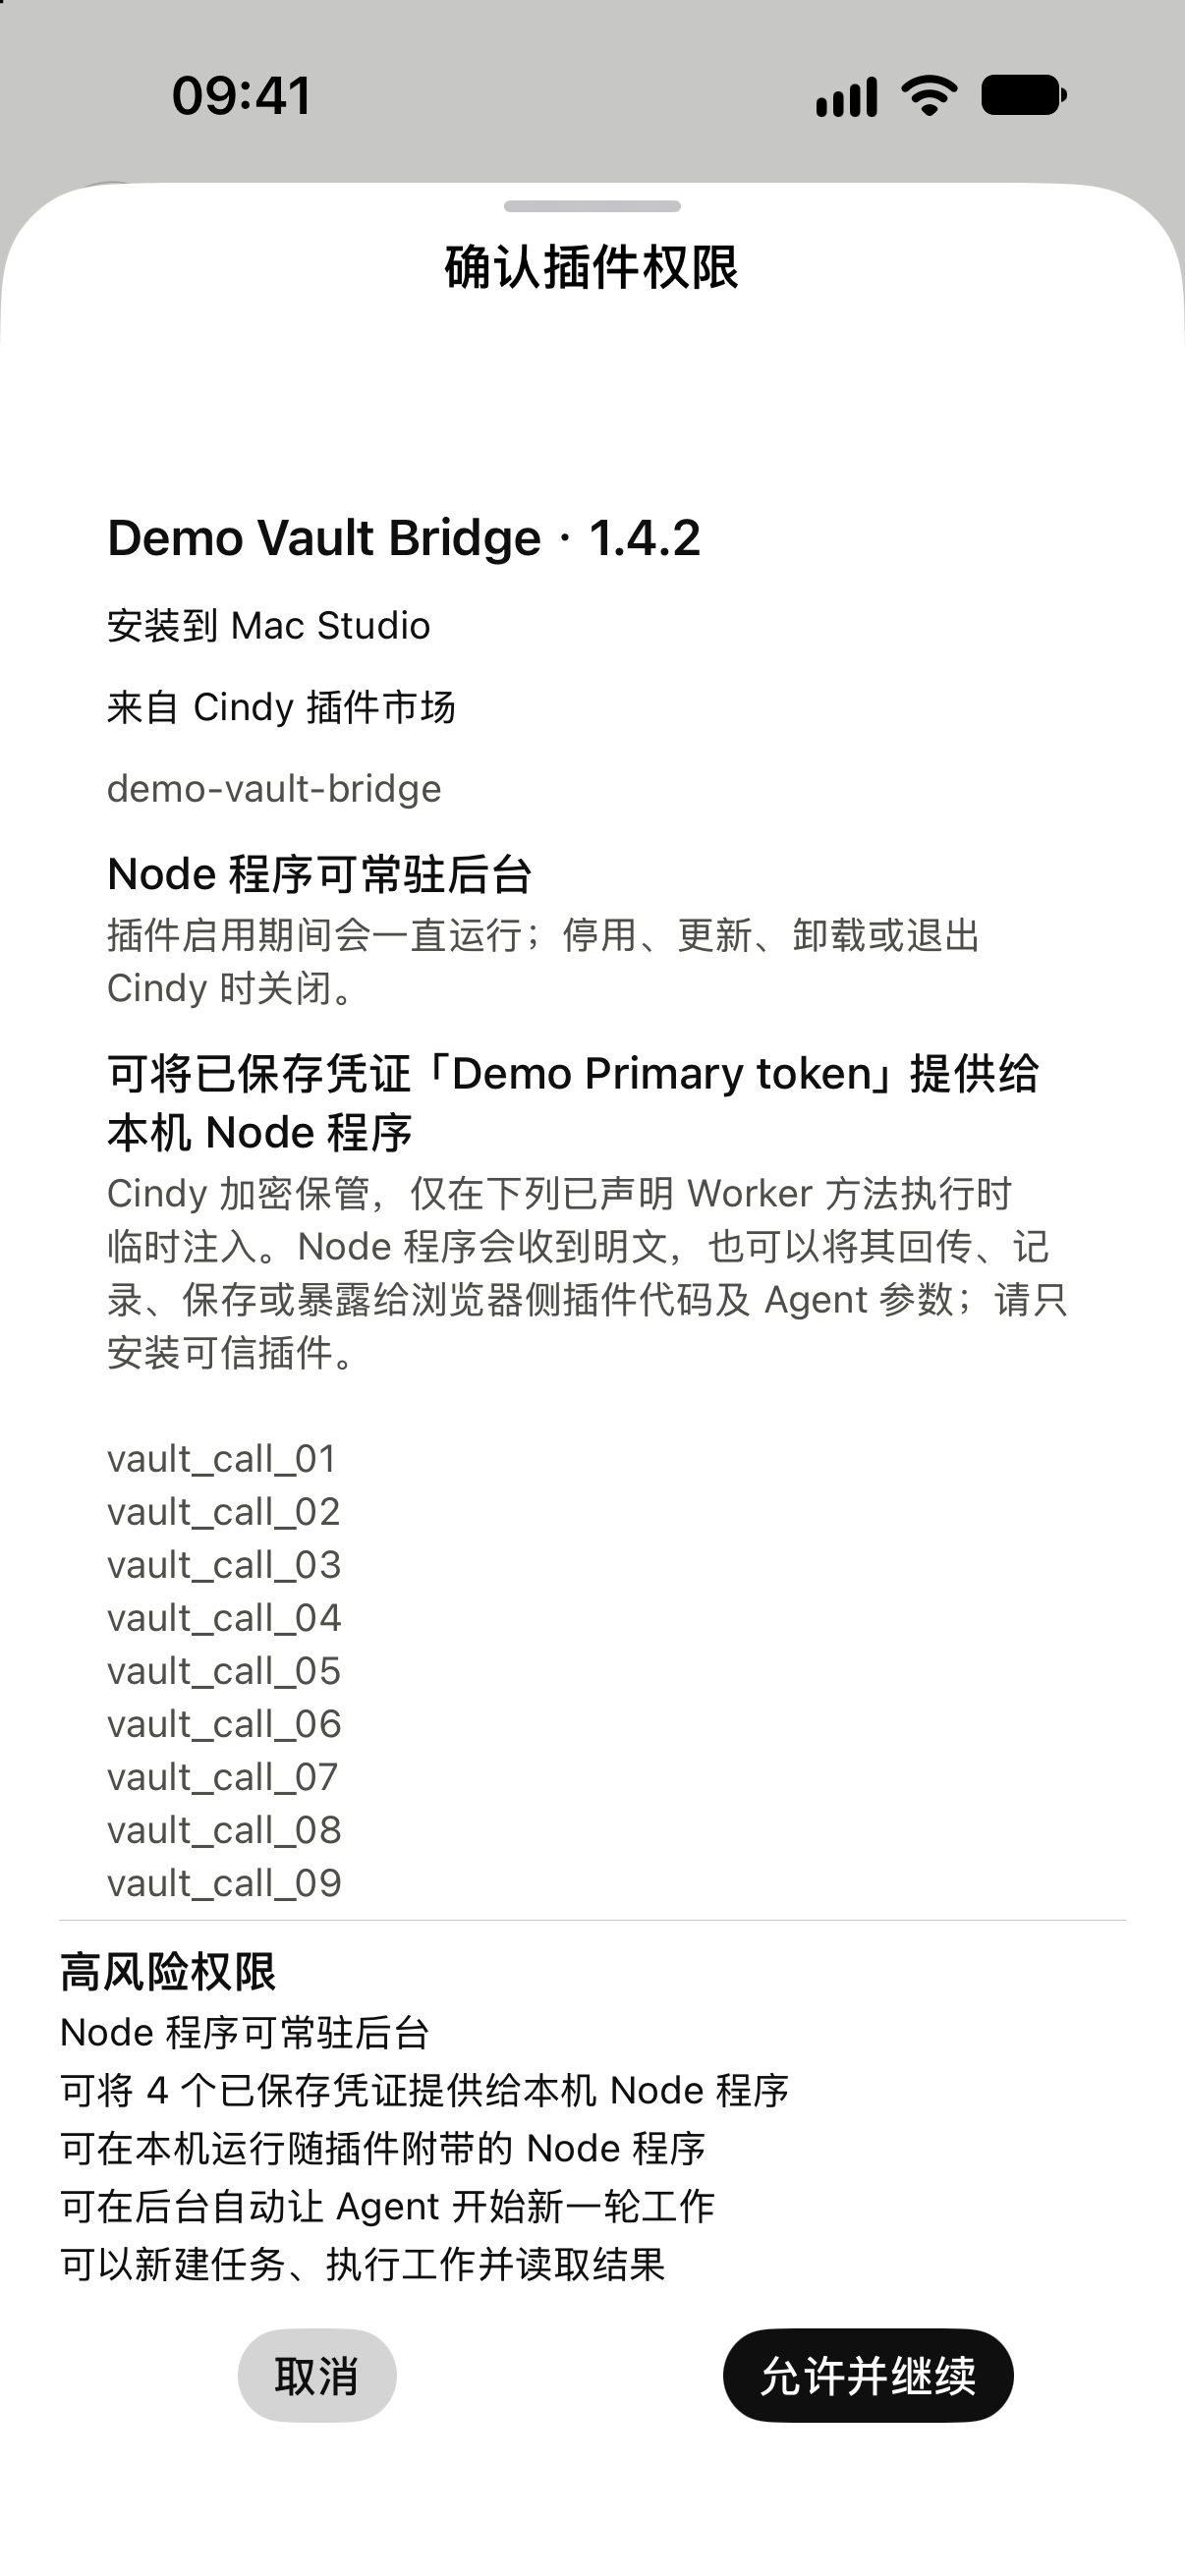 09:41
确认插件权限
Demo Vault Bridge · 1.4.2
安装到 Mac Studio
来自 Cindy 插件市场
demo-vault-bridge
Node 程序可常驻后台
插件启用期间会一直运行；停用、更新、卸载或退出
Cindy 时关闭。
可将已保存凭证「Demo Primary token」提供给
本机 Node 程序
Cindy 加密保管，仅在下列已声明 Worker 方法执行时
临时注入。Node 程序会收到明文，也可以将其回传、记
录、保存或暴露给浏览器侧插件代码及 Agent 参数；请只
安装可信插件。
vault_call_01
vault_call_02
vault_call_03
vault_call_04
vault_call_05
vault_call_06
vault_call_07
vault_call_08
vault_call_09
高风险权限
Node 程序可常驻后台
可将 4 个已保存凭证提供给本机 Node 程序
可在本机运行随插件附带的 Node 程序
可在后台自动让 Agent 开始新一轮工作
可以新建任务、执行工作并读取结果
取消
允许并继续